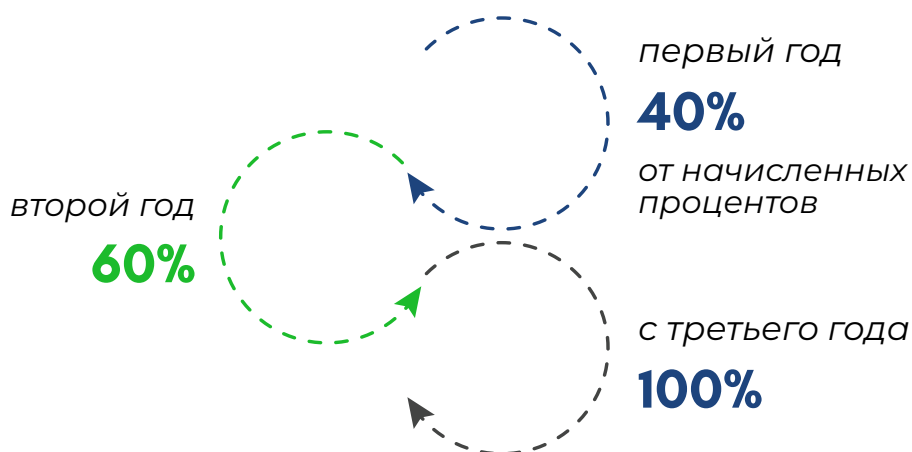 первый год
40%
от начисленных
процентов
второй год
60%
с третьего года
100%